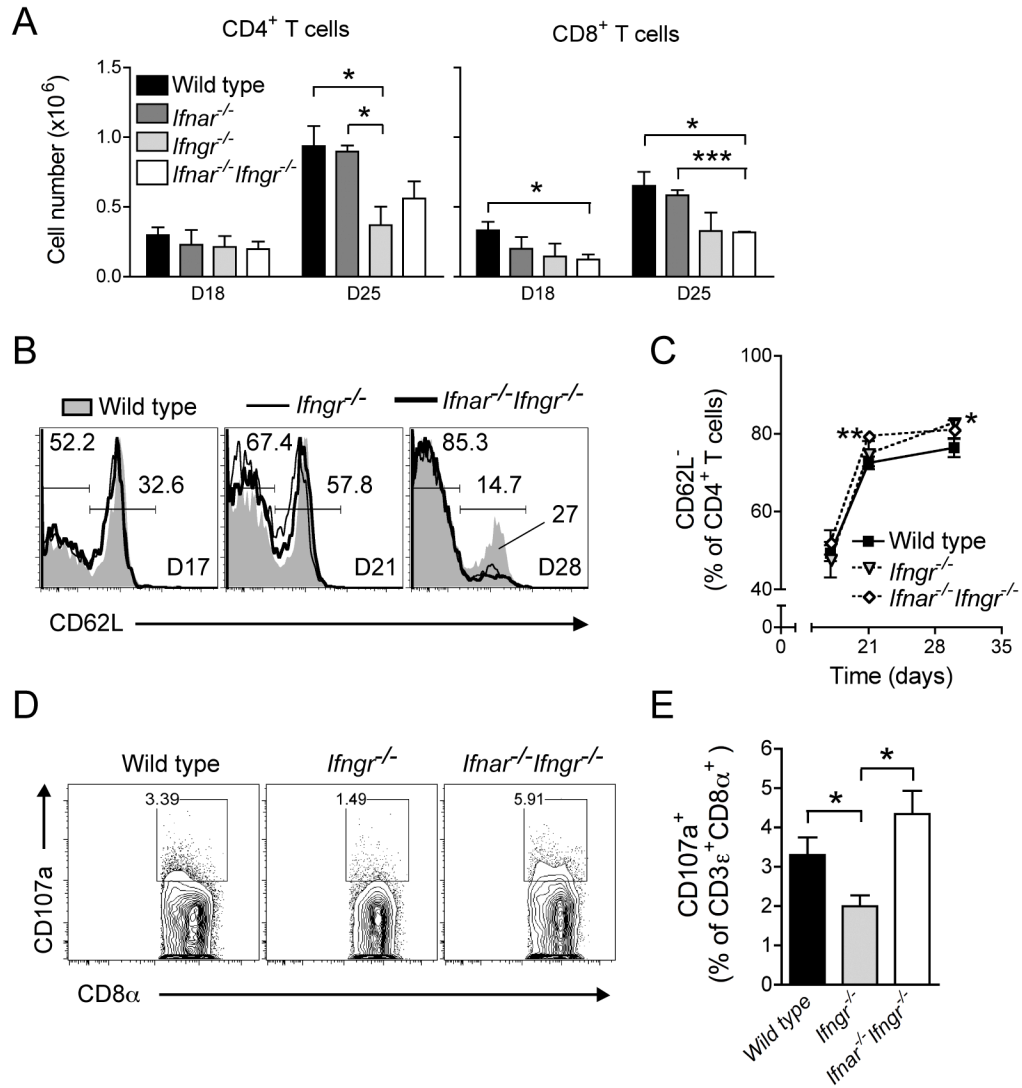 A
CD4⁺ T cells
CD8⁺ T cells
Cell number (x10⁶)
1.5
1.0
0.5
0.0
Wild type
Ifnar⁻/⁻
Ifngr⁻/⁻
Ifnar⁻/⁻Ifngr⁻/⁻
*
*
*
*
***
D18
D25
D18
D25
B
Wild type
Ifngr⁻/⁻
Ifnar⁻/⁻Ifngr⁻/⁻
52.2
32.6
D17
67.4
57.8
D21
85.3
14.7
27
D28
CD62L
C
CD62L⁻
(% of CD4⁺ T cells)
100
80
60
40
0
**
*
Wild type
Ifngr⁻/⁻
Ifnar⁻/⁻Ifngr⁻/⁻
0
21
28
35
Time (days)
D
Wild type
Ifngr⁻/⁻
Ifnar⁻/⁻Ifngr⁻/⁻
3.39
1.49
5.91
CD107a
CD8α
E
CD107a⁺
(% of CD3ε⁺CD8α⁺)
6
5
4
3
2
1
0
*
*
Wild type
Ifngr⁻/⁻
Ifnar⁻/⁻Ifngr⁻/⁻